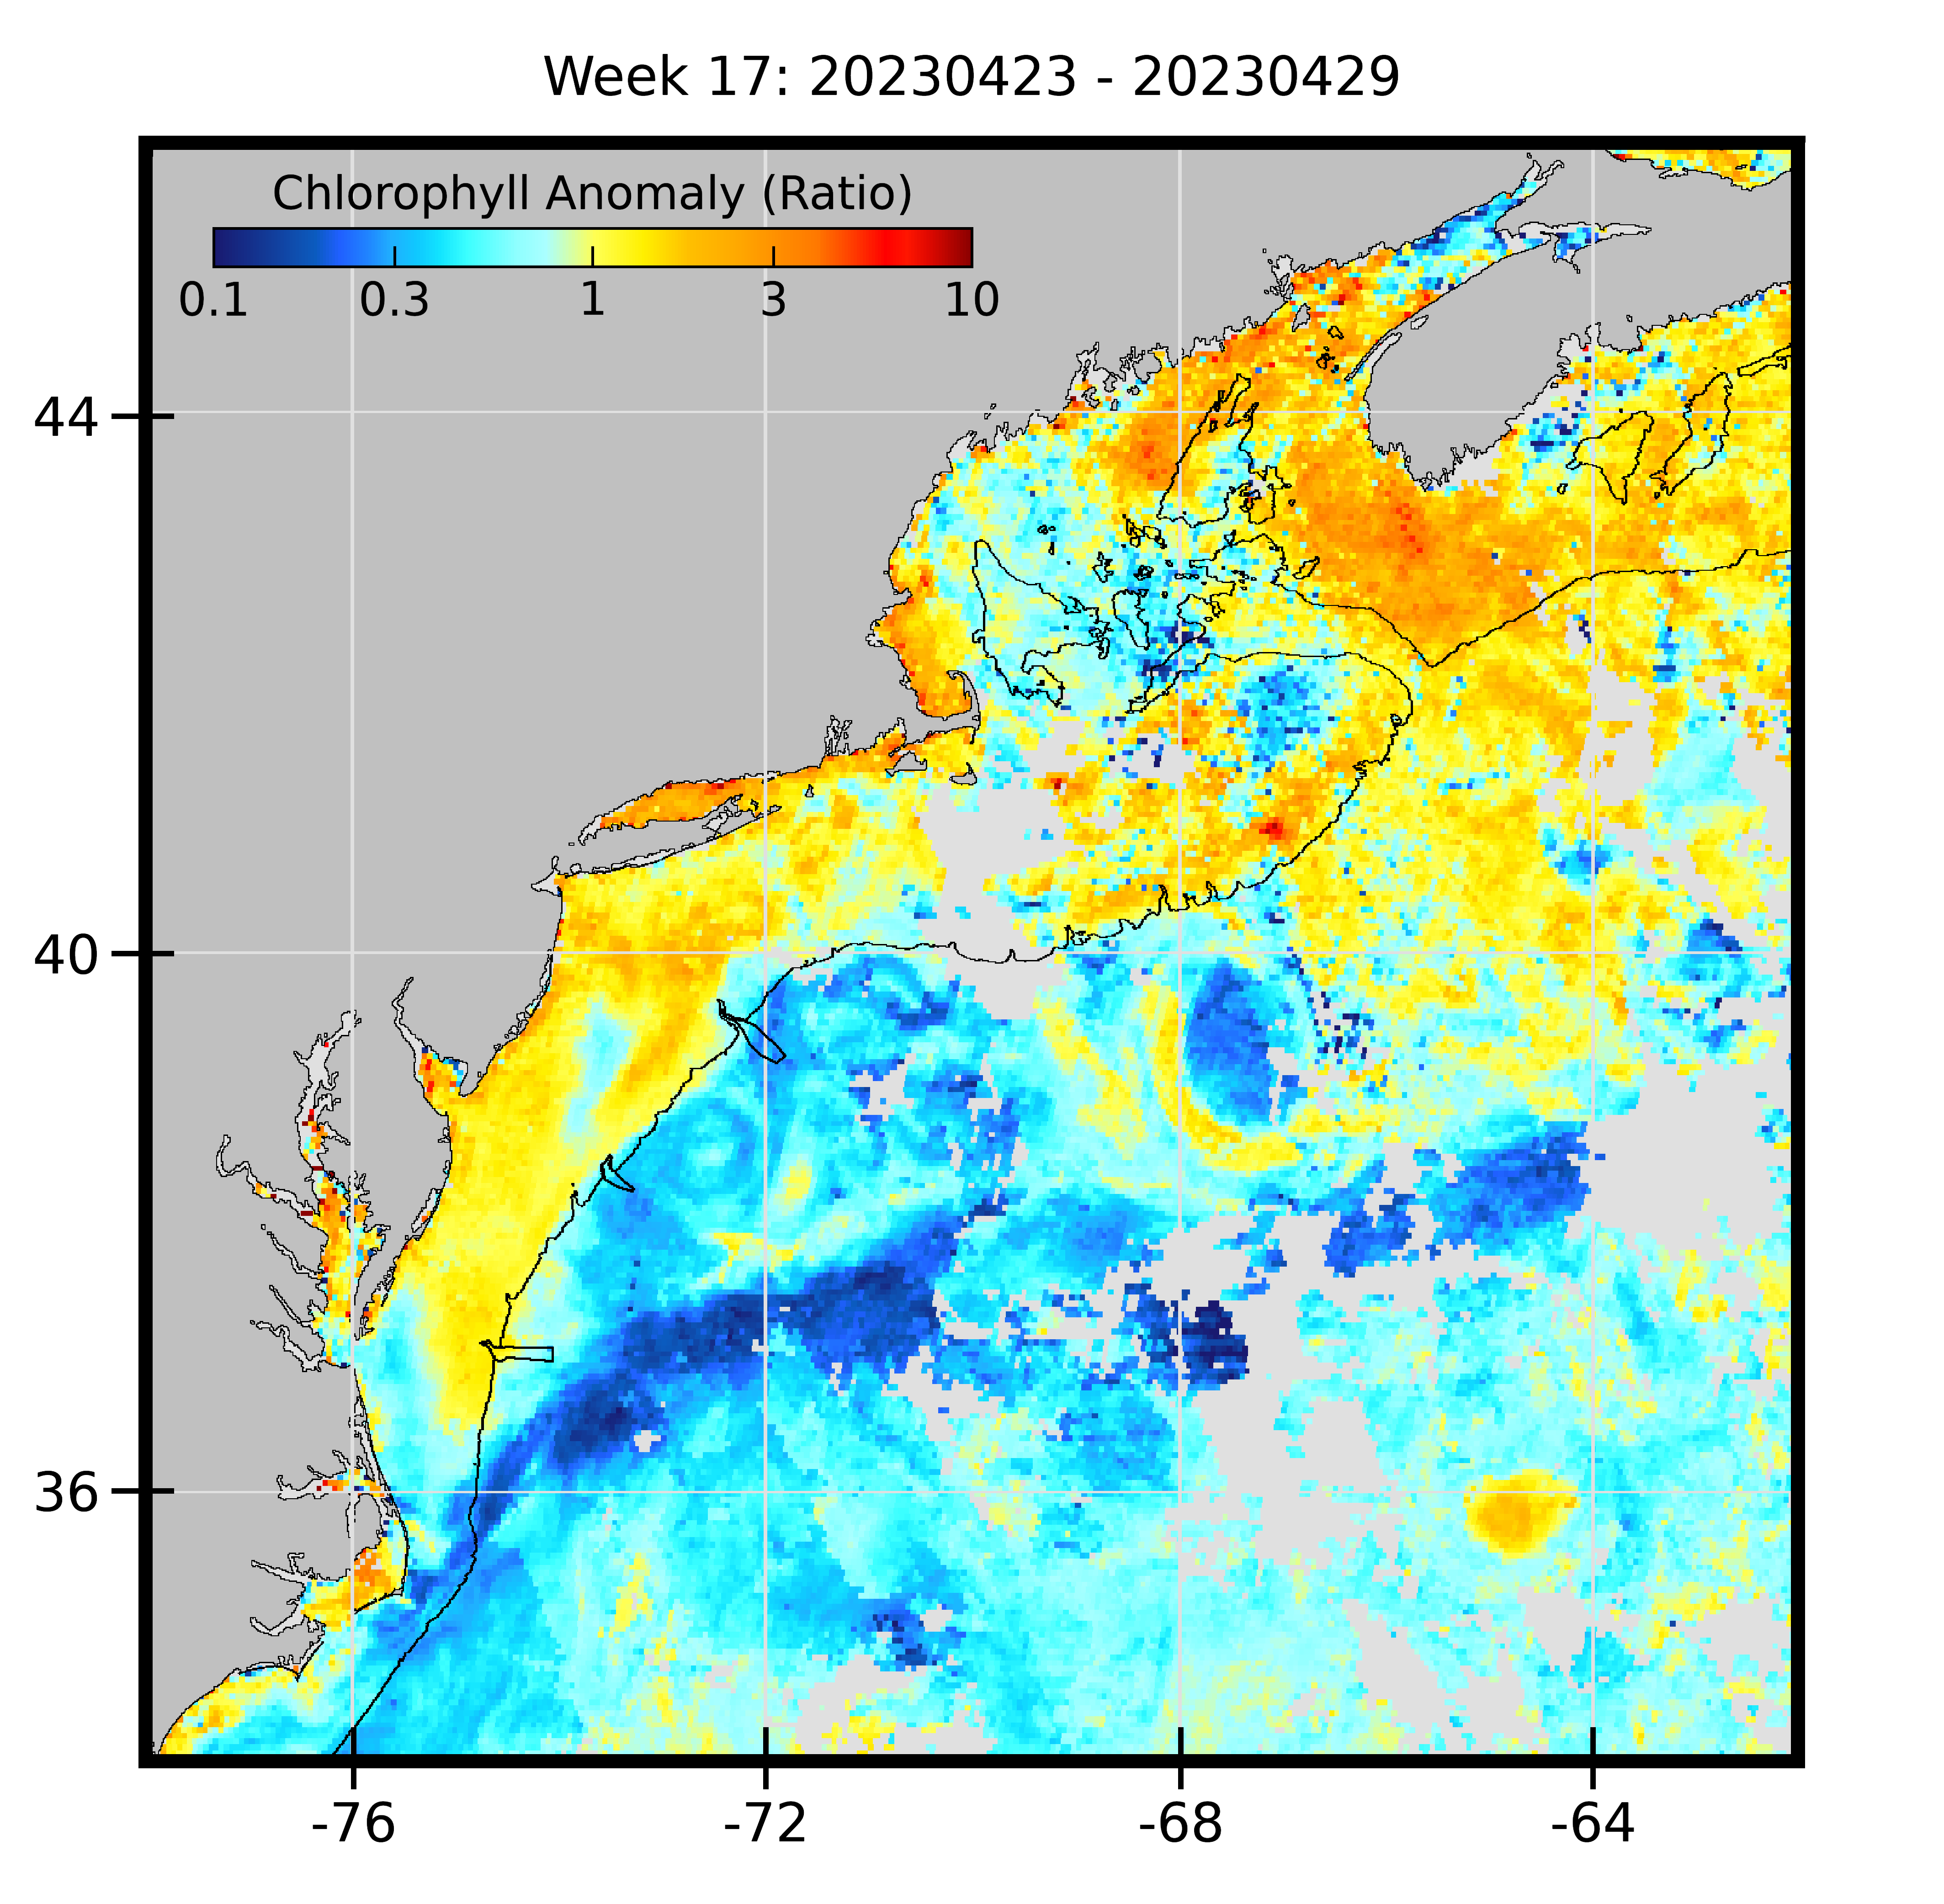 Week 17: 20230423 - 20230429
Chlorophyll Anomaly (Ratio)
0.1 0.3 1 3 10
44
40
36
-76 -72 -68 -64